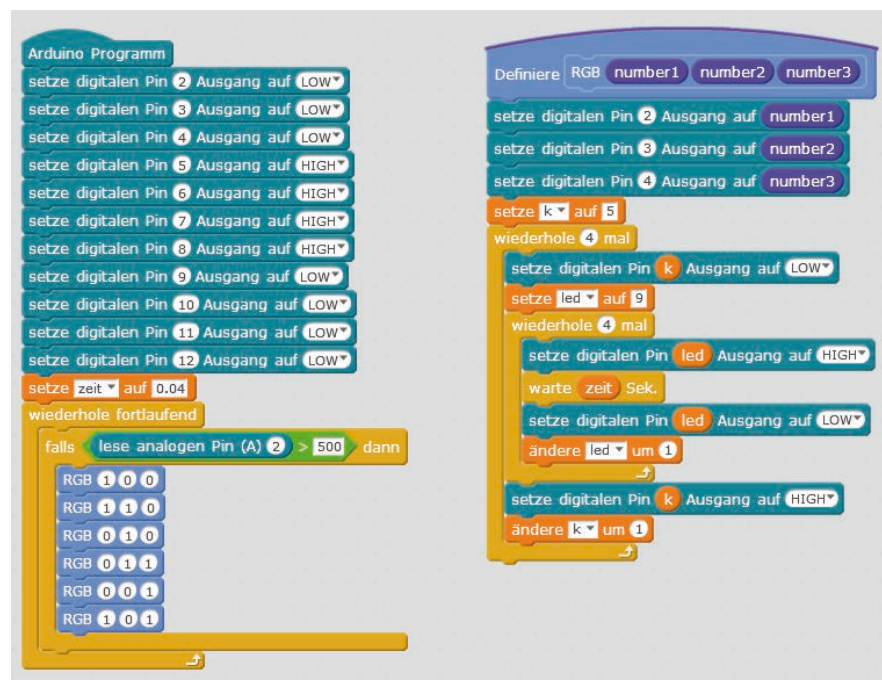 Arduino Programm
setze digitalen Pin 2 Ausgang auf LOW
setze digitalen Pin 3 Ausgang auf LOW
setze digitalen Pin 4 Ausgang auf LOW
setze digitalen Pin 5 Ausgang auf HIGH
setze digitalen Pin 6 Ausgang auf HIGH
setze digitalen Pin 7 Ausgang auf HIGH
setze digitalen Pin 8 Ausgang auf HIGH
setze digitalen Pin 9 Ausgang auf LOW
setze digitalen Pin 10 Ausgang auf LOW
setze digitalen Pin 11 Ausgang auf LOW
setze digitalen Pin 12 Ausgang auf LOW
setze zeit auf 0.04
wiederhole fortlaufend
falls lese analogen Pin (A) 2 > 500 dann
RGB 1 0 0
RGB 1 1 0
RGB 0 1 0
RGB 0 1 1
RGB 0 0 1
RGB 1 0 1
Definiere RGB number1 number2 number3
setze digitalen Pin 2 Ausgang auf number1
setze digitalen Pin 3 Ausgang auf number2
setze digitalen Pin 4 Ausgang auf number3
setze k auf 5
wiederhole 4 mal
setze digitalen Pin k Ausgang auf LOW
setze led auf 9
wiederhole 4 mal
setze digitalen Pin led Ausgang auf HIGH
warte zeit Sek.
setze digitalen Pin led Ausgang auf LOW
ändere led um 1
setze digitalen Pin k Ausgang auf HIGH
ändere k um 1